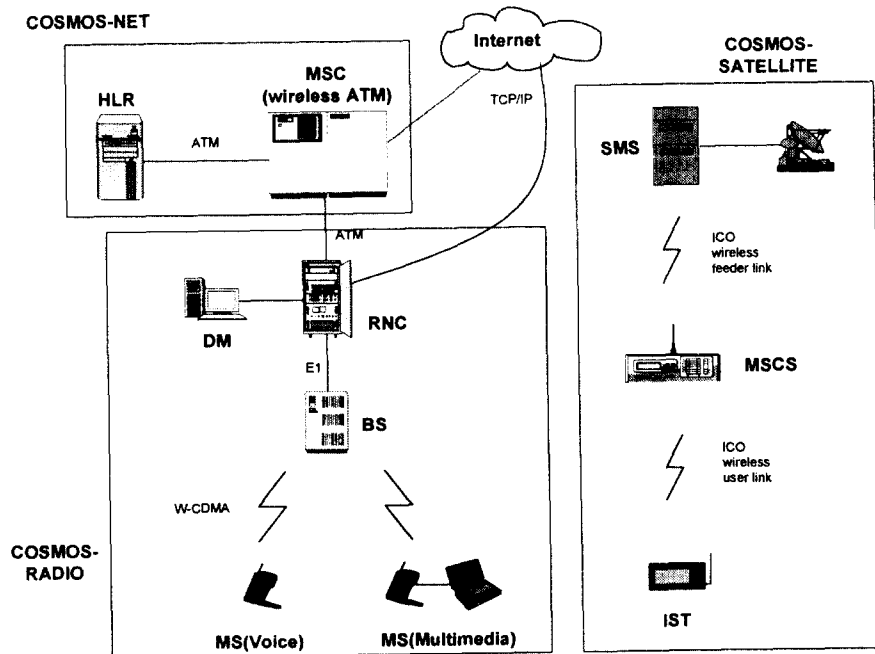 COSMOS-NET
HLR
MSC
(wireless ATM)
ATM
Internet
TCP/IP
COSMOS-
SATELLITE
SMS
ICO
wireless
feeder link
MSCS
ICO
wireless
user link
IST
ATM
DM
RNC
E1
BS
W-CDMA
COSMOS-
RADIO
MS(Voice)
MS(Multimedia)